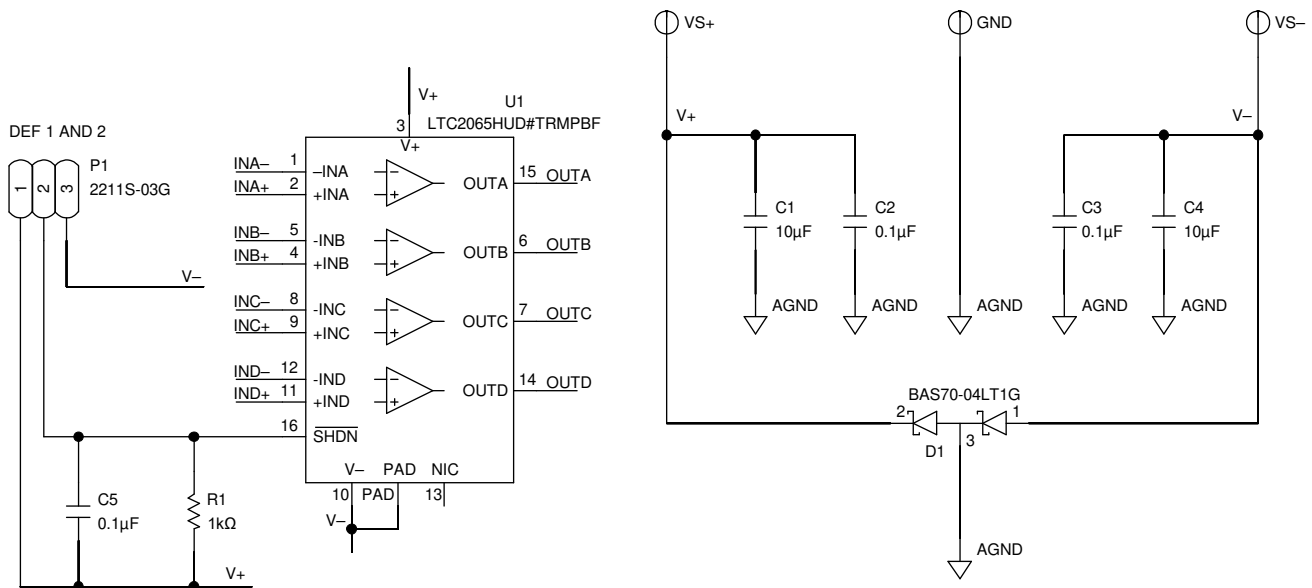 DEF 1 AND 2
P1
2211S-03G
1
2
3
V–
V+
U1
LTC2065HUD#TRMPBF
3
V+
INA– 1 –INA
INA+ 2 +INA
OUTA 15 OUTA
INB– 5 -INB
INB+ 4 +INB
OUTB 6 OUTB
INC– 8 -INC
INC+ 9 +INC
OUTC 7 OUTC
IND– 12 -IND
IND+ 11 +IND
OUTD 14 OUTD
16 SHDN
V– PAD NIC
10 PAD 13
V–
C5
0.1µF
R1
1kΩ
V+
VS+
GND
VS–
V+
V–
C1
10µF
C2
0.1µF
C3
0.1µF
C4
10µF
AGND
AGND
AGND
AGND
AGND
BAS70-04LT1G
2
1
3
D1
AGND